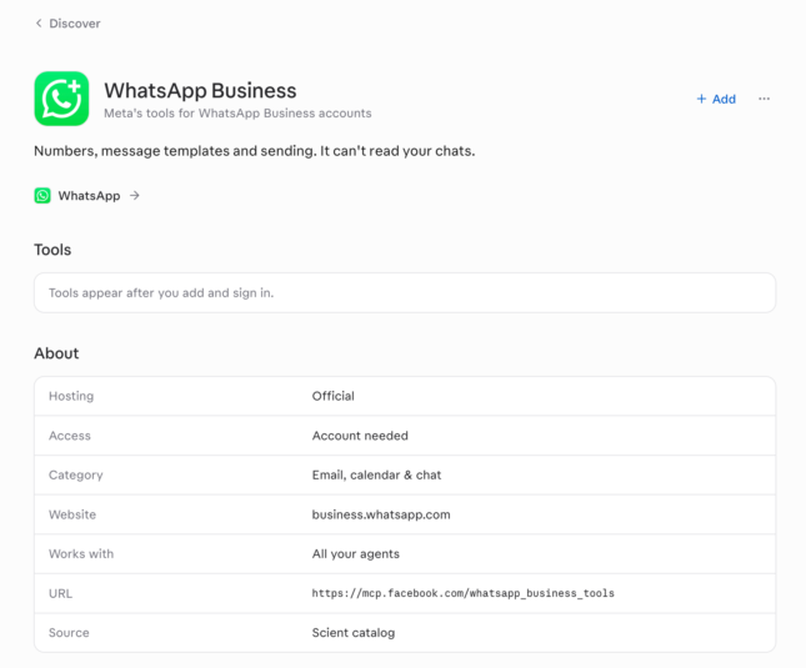 Discover
WhatsApp Business
Meta's tools for WhatsApp Business accounts
+ Add
Numbers, message templates and sending. It can't read your chats.
WhatsApp →
Tools
Tools appear after you add and sign in.
About
Hosting Official
Access Account needed
Category Email, calendar & chat
Website business.whatsapp.com
Works with All your agents
URL https://mcp.facebook.com/whatsapp_business_tools
Source Scient catalog